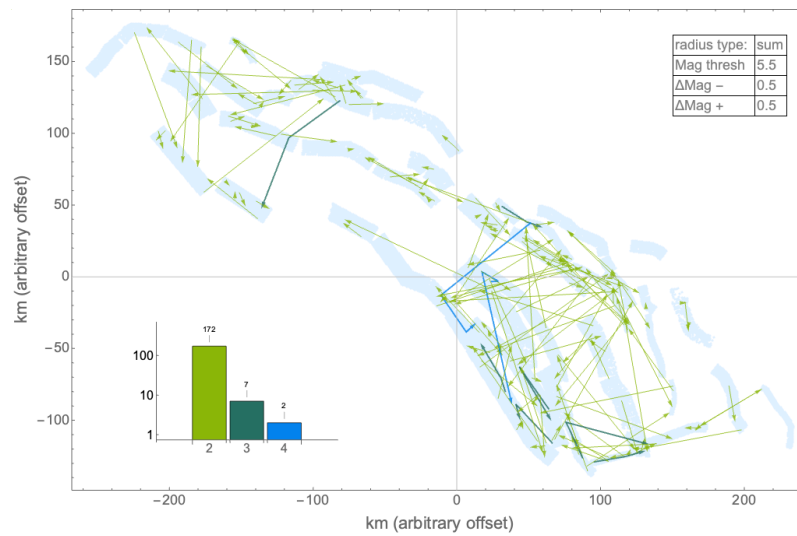 150
100
50
0
-50
-100
km (arbitrary offset)
radius type: sum
Mag thresh 5.5
ΔMag − 0.5
ΔMag + 0.5
172
7
2
100
10
1
2 3 4
-200 -100 0 100 200
km (arbitrary offset)